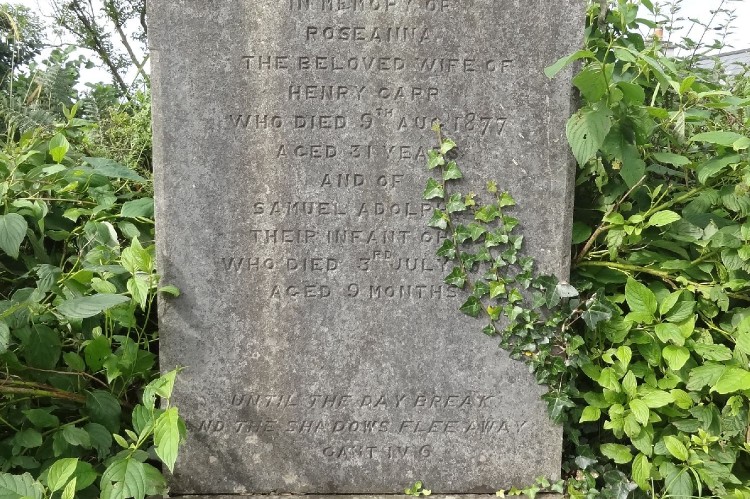 IN MEMORY OF
ROSEANNA
THE BELOVED WIFE OF
HENRY CARR
WHO DIED 9TH AUG 1877
AGED 31 YEARS
AND OF
SAMUEL ADOLPH
THEIR INFANT
WHO DIED 3RD JULY
AGED 9 MONTHS
UNTIL THE DAY BREAK
AND THE SHADOWS FLEE AWAY
CANT IV 6